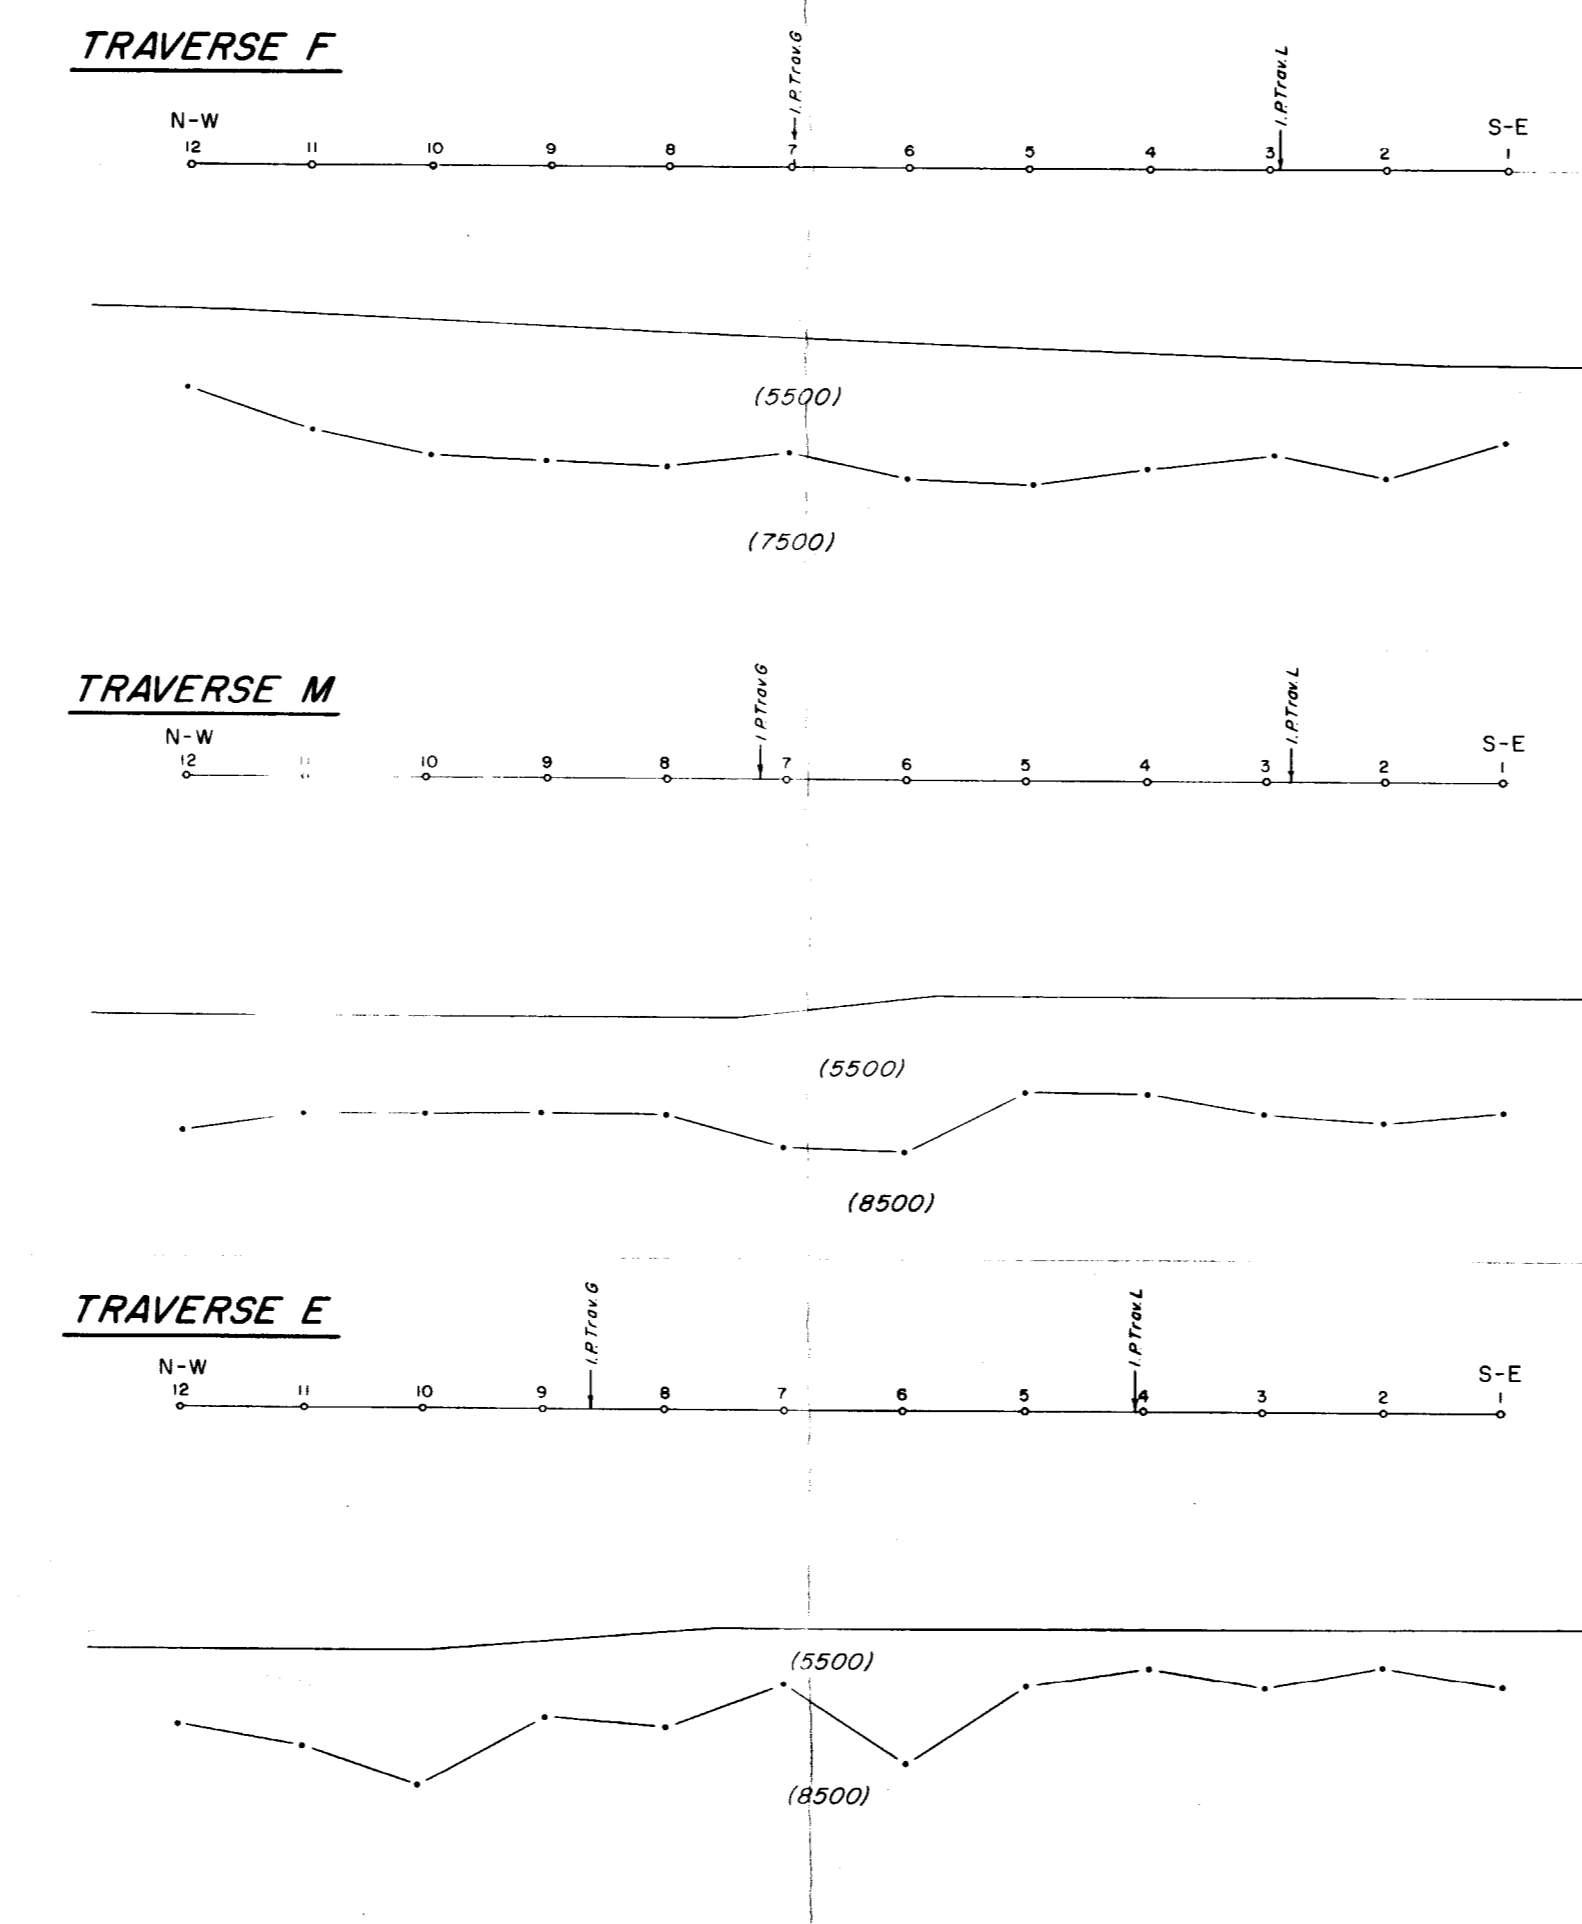 TRAVERSE F
I.P.Trav.G
I.P.Trav.L
N-W
S-E
12 11 10 9 8 7 6 5 4 3 2 1
(5500)
(7500)
TRAVERSE M
I.P.Trav G
I.P.Trav. L
N-W
S-E
12 11 10 9 8 7 6 5 4 3 2 1
(5500)
(8500)
TRAVERSE E
I.P.Trav. G
I.P.Trav. L
N-W
S-E
12 11 10 9 8 7 6 5 4 3 2 1
(5500)
(8500)